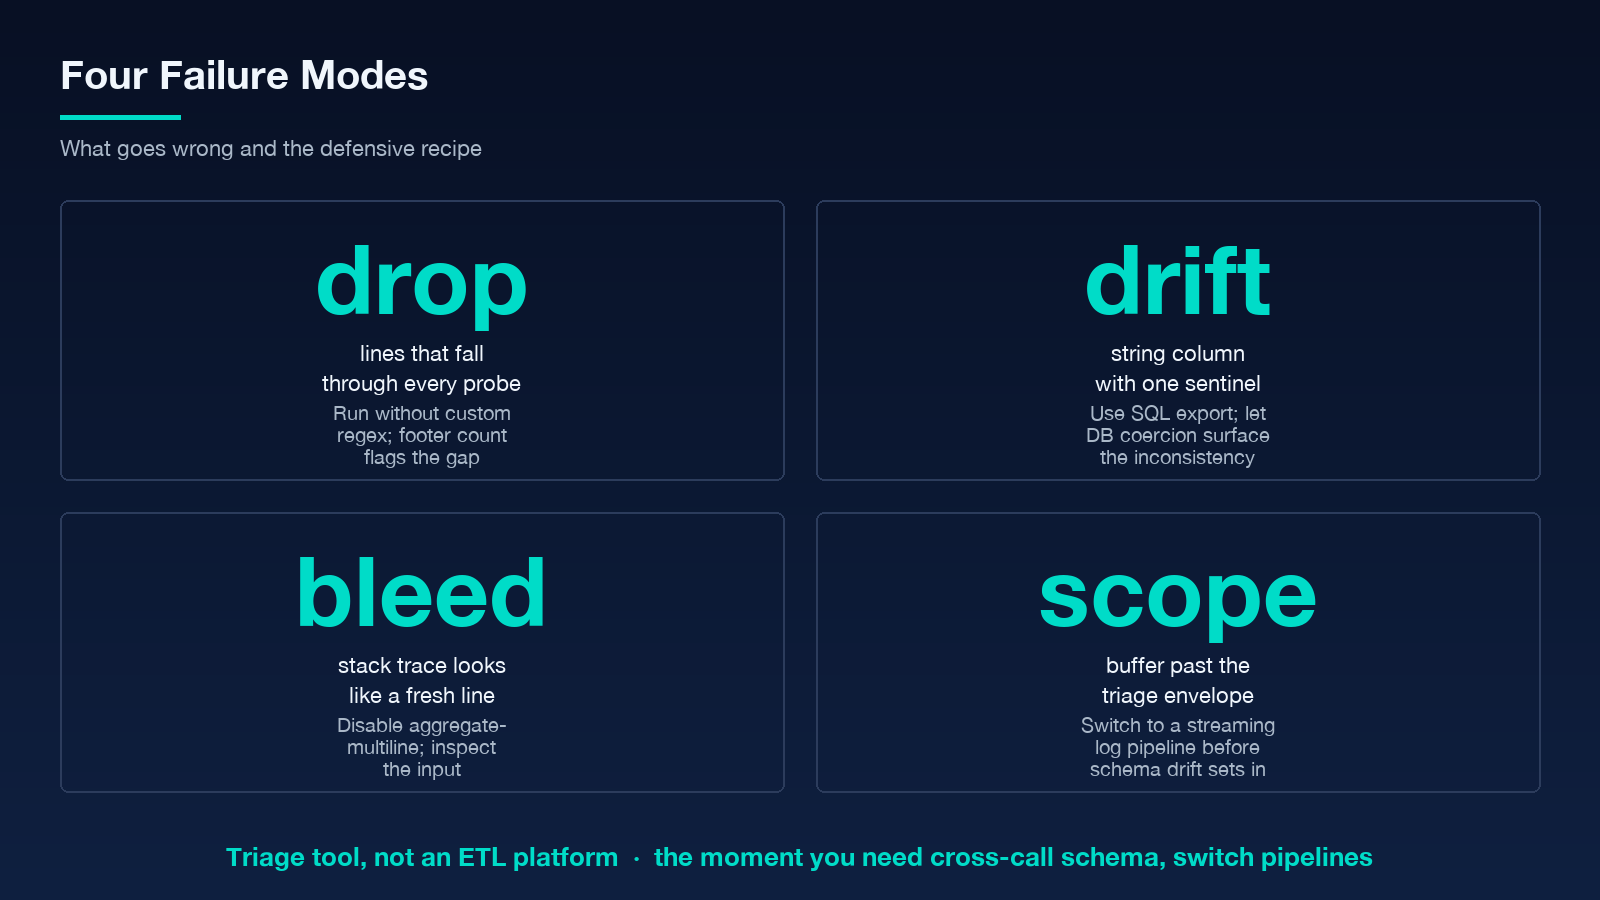 Four Failure Modes
What goes wrong and the defensive recipe
drop
lines that fall
through every probe
Run without custom
regex; footer count
flags the gap
drift
string column
with one sentinel
Use SQL export; let
DB coercion surface
the inconsistency
bleed
stack trace looks
like a fresh line
Disable aggregate-
multiline; inspect
the input
scope
buffer past the
triage envelope
Switch to a streaming
log pipeline before
schema drift sets in
Triage tool, not an ETL platform · the moment you need cross-call schema, switch pipelines